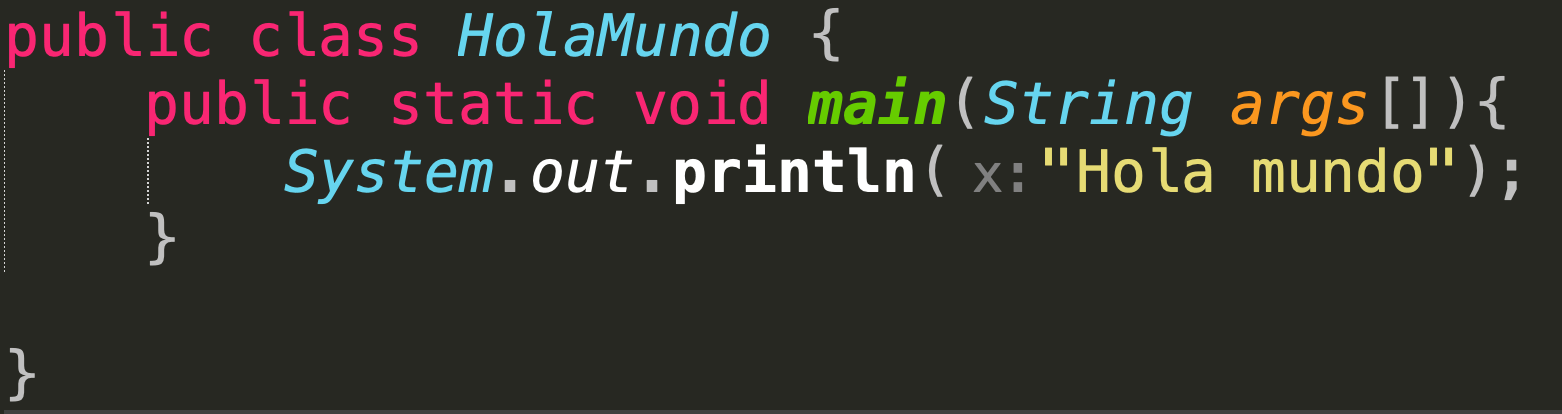 public class HolaMundo {
    public static void main(String args[]){
        System.out.println( x: "Hola mundo");
    }

}